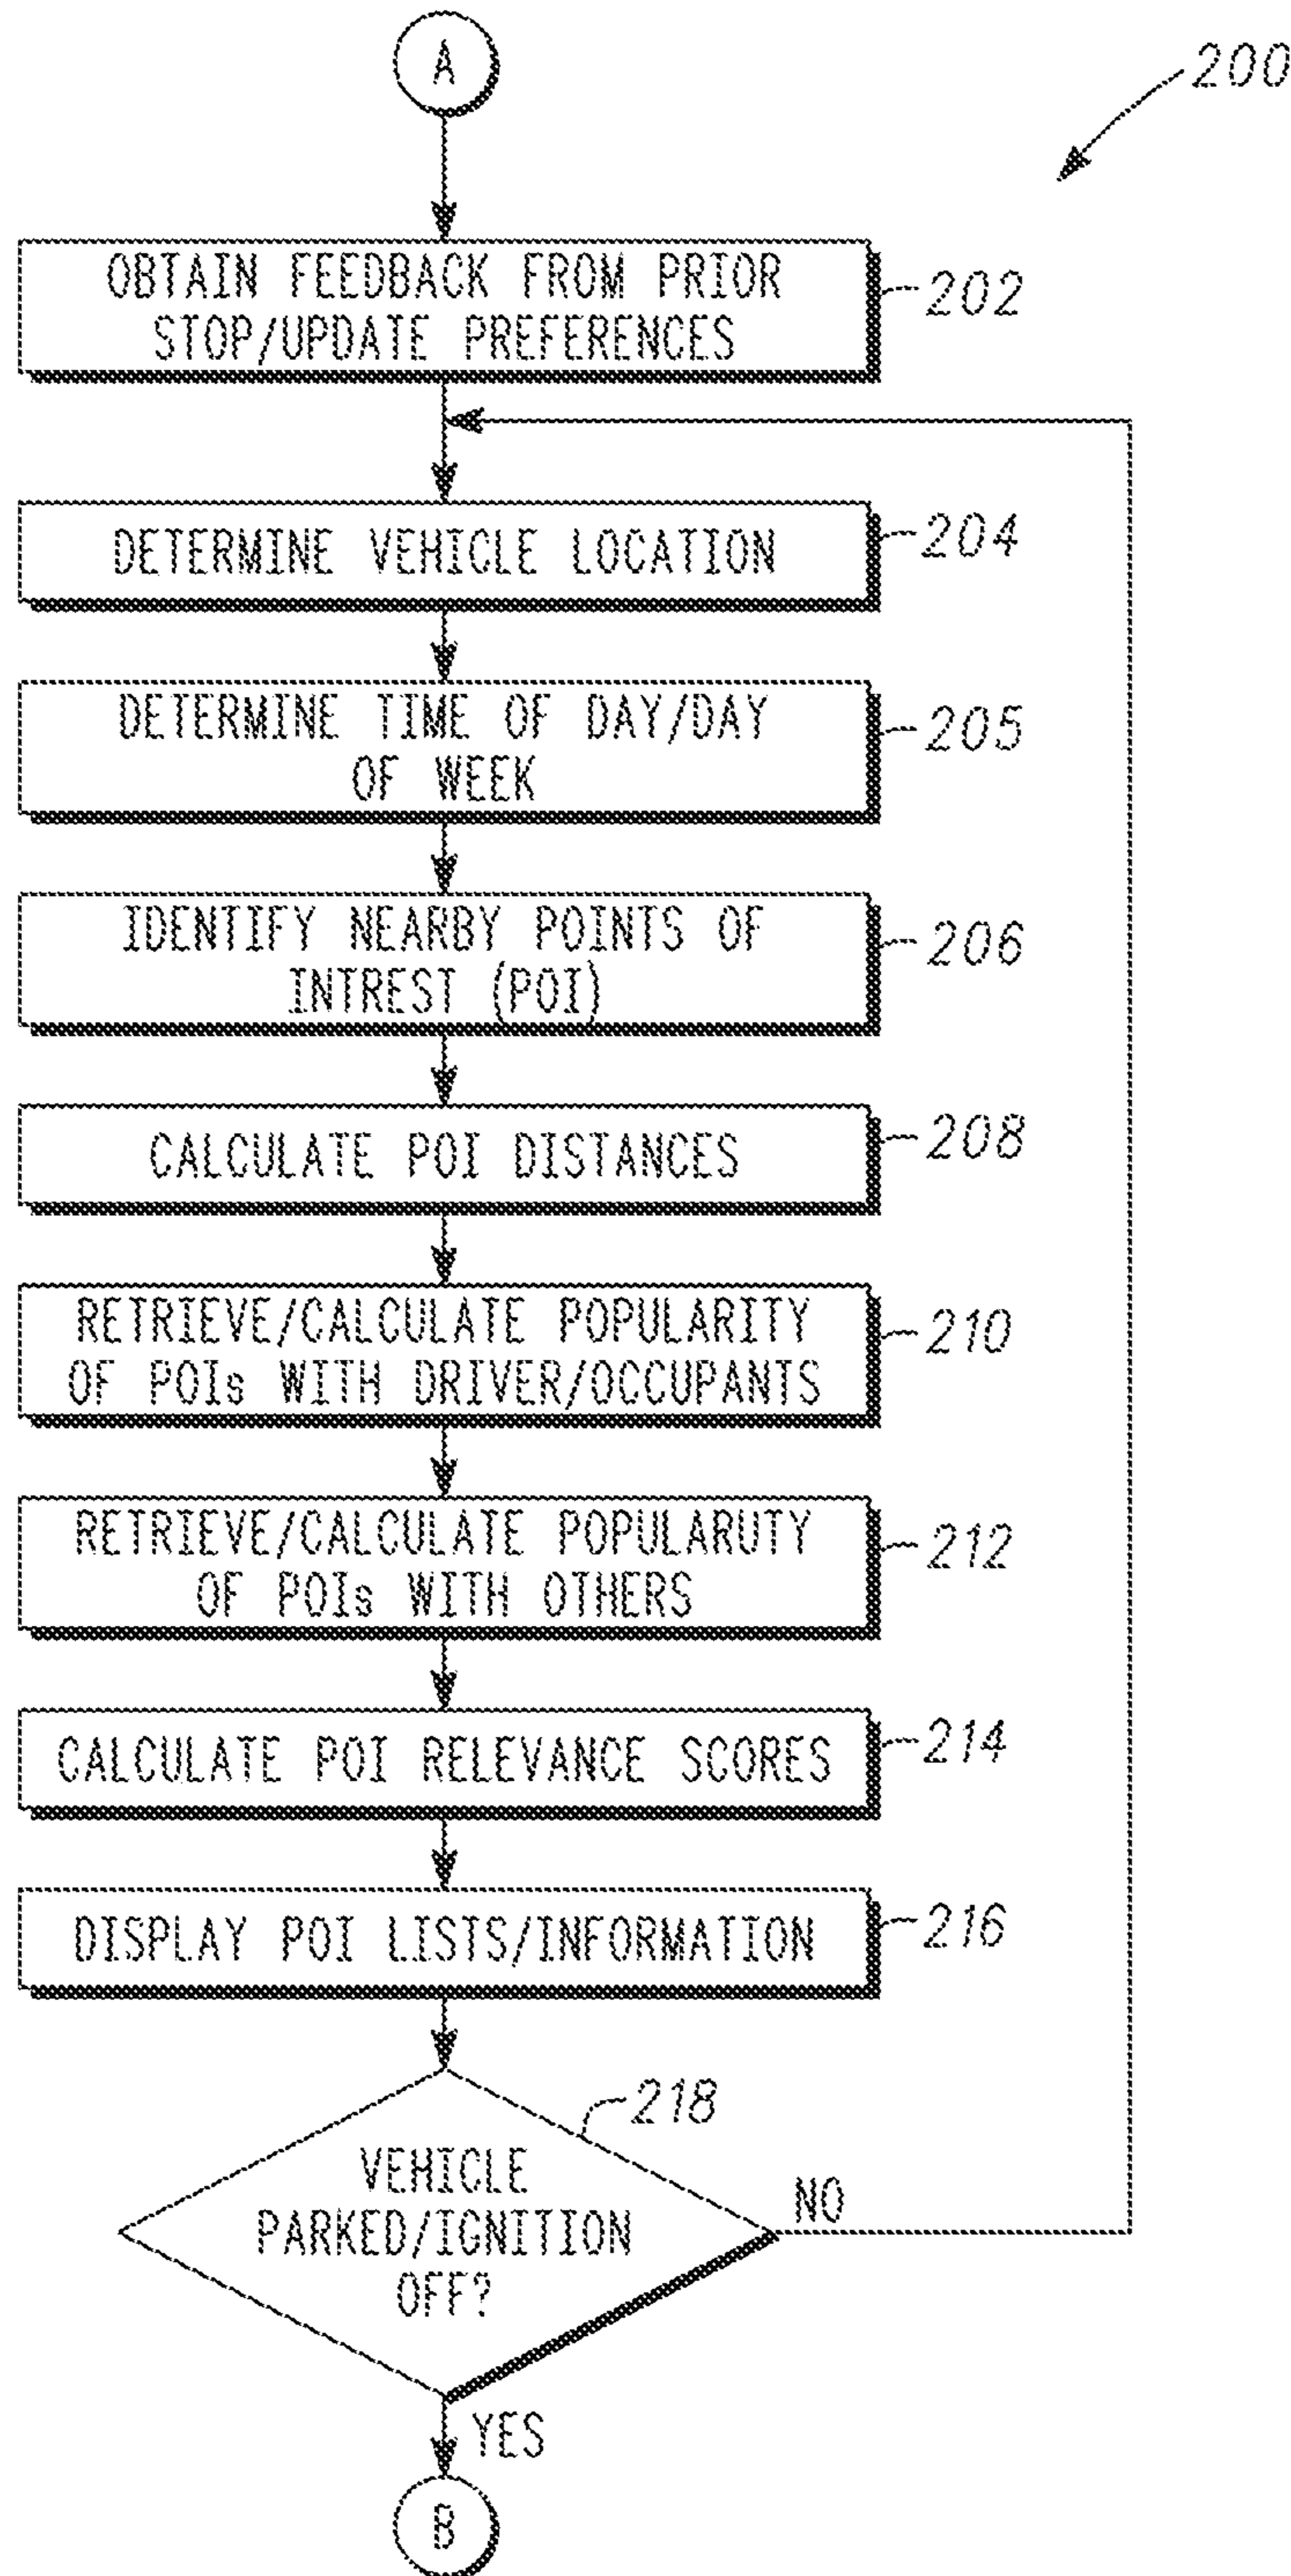 A
200
OBTAIN FEEDBACK FROM PRIOR
STOP/UPDATE PREFERENCES
202
DETERMINE VEHICLE LOCATION
204
DETERMINE TIME OF DAY/DAY
OF WEEK
205
IDENTIFY NEARBY POINTS OF
INTREST (POI)
206
CALCULATE POI DISTANCES
208
RETRIEVE/CALCULATE POPULARITY
OF POIs WITH DRIVER/OCCUPANTS
210
RETRIEVE/CALCULATE POPULARUTY
OF POIs WITH OTHERS
212
CALCULATE POI RELEVANCE SCORES
214
DISPLAY POI LISTS/INFORMATION
216
218
VEHICLE
PARKED/IGNITION
OFF?
NO
YES
B